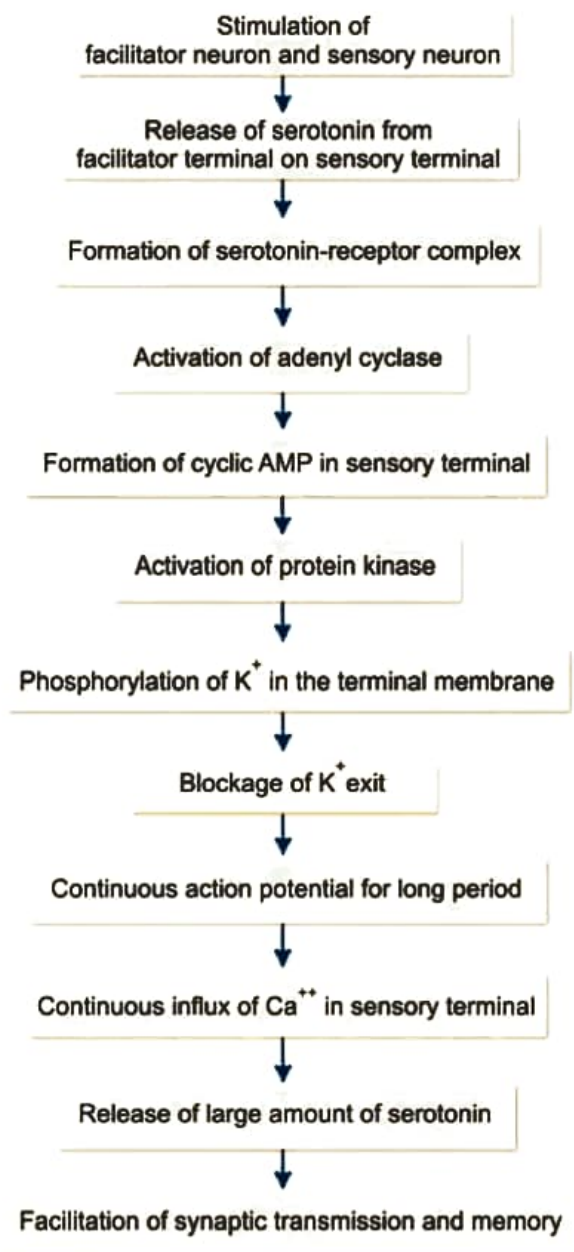 Stimulation of
facilitator neuron and sensory neuron
Release of serotonin from
facilitator terminal on sensory terminal
Formation of serotonin-receptor complex
Activation of adenyl cyclase
Formation of cyclic AMP in sensory terminal
Activation of protein kinase
Phosphorylation of K⁺ in the terminal membrane
Blockage of K⁺ exit
Continuous action potential for long period
Continuous influx of Ca⁺⁺ in sensory terminal
Release of large amount of serotonin
Facilitation of synaptic transmission and memory